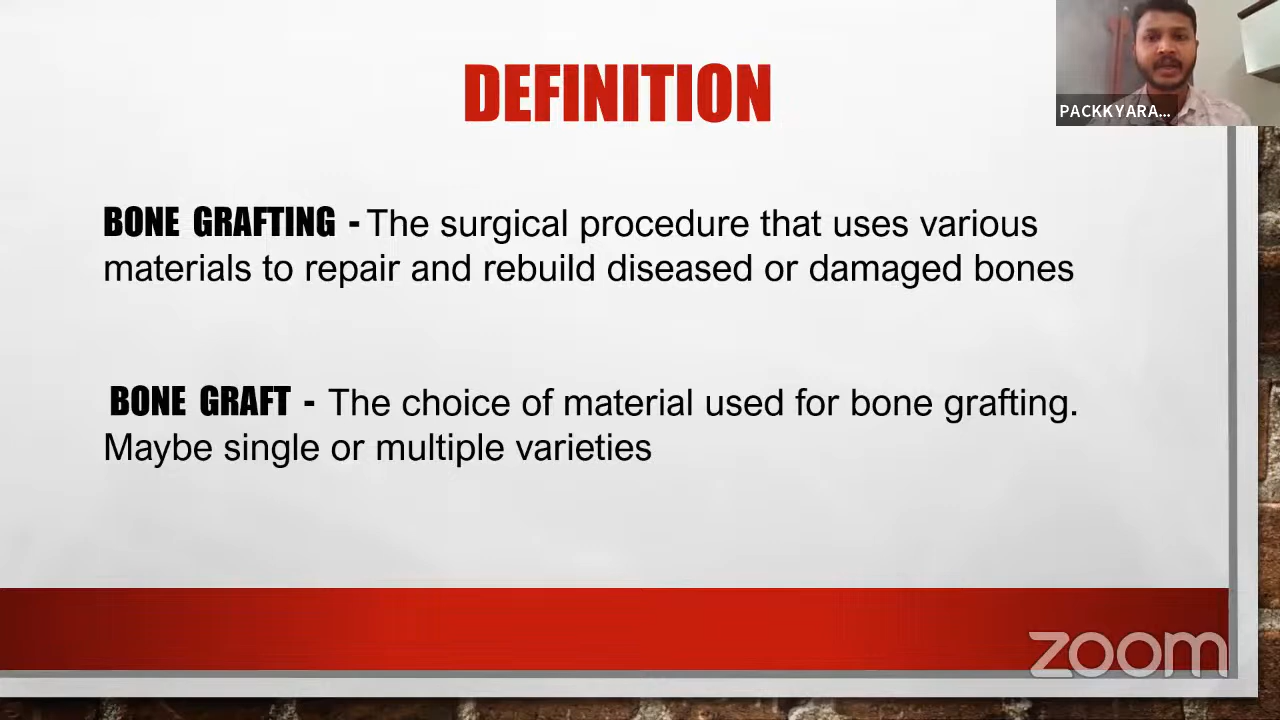 DEFINITION
PACKKYARA...
BONE GRAFTING - The surgical procedure that uses various
materials to repair and rebuild diseased or damaged bones
BONE GRAFT - The choice of material used for bone grafting.
Maybe single or multiple varieties
zoom